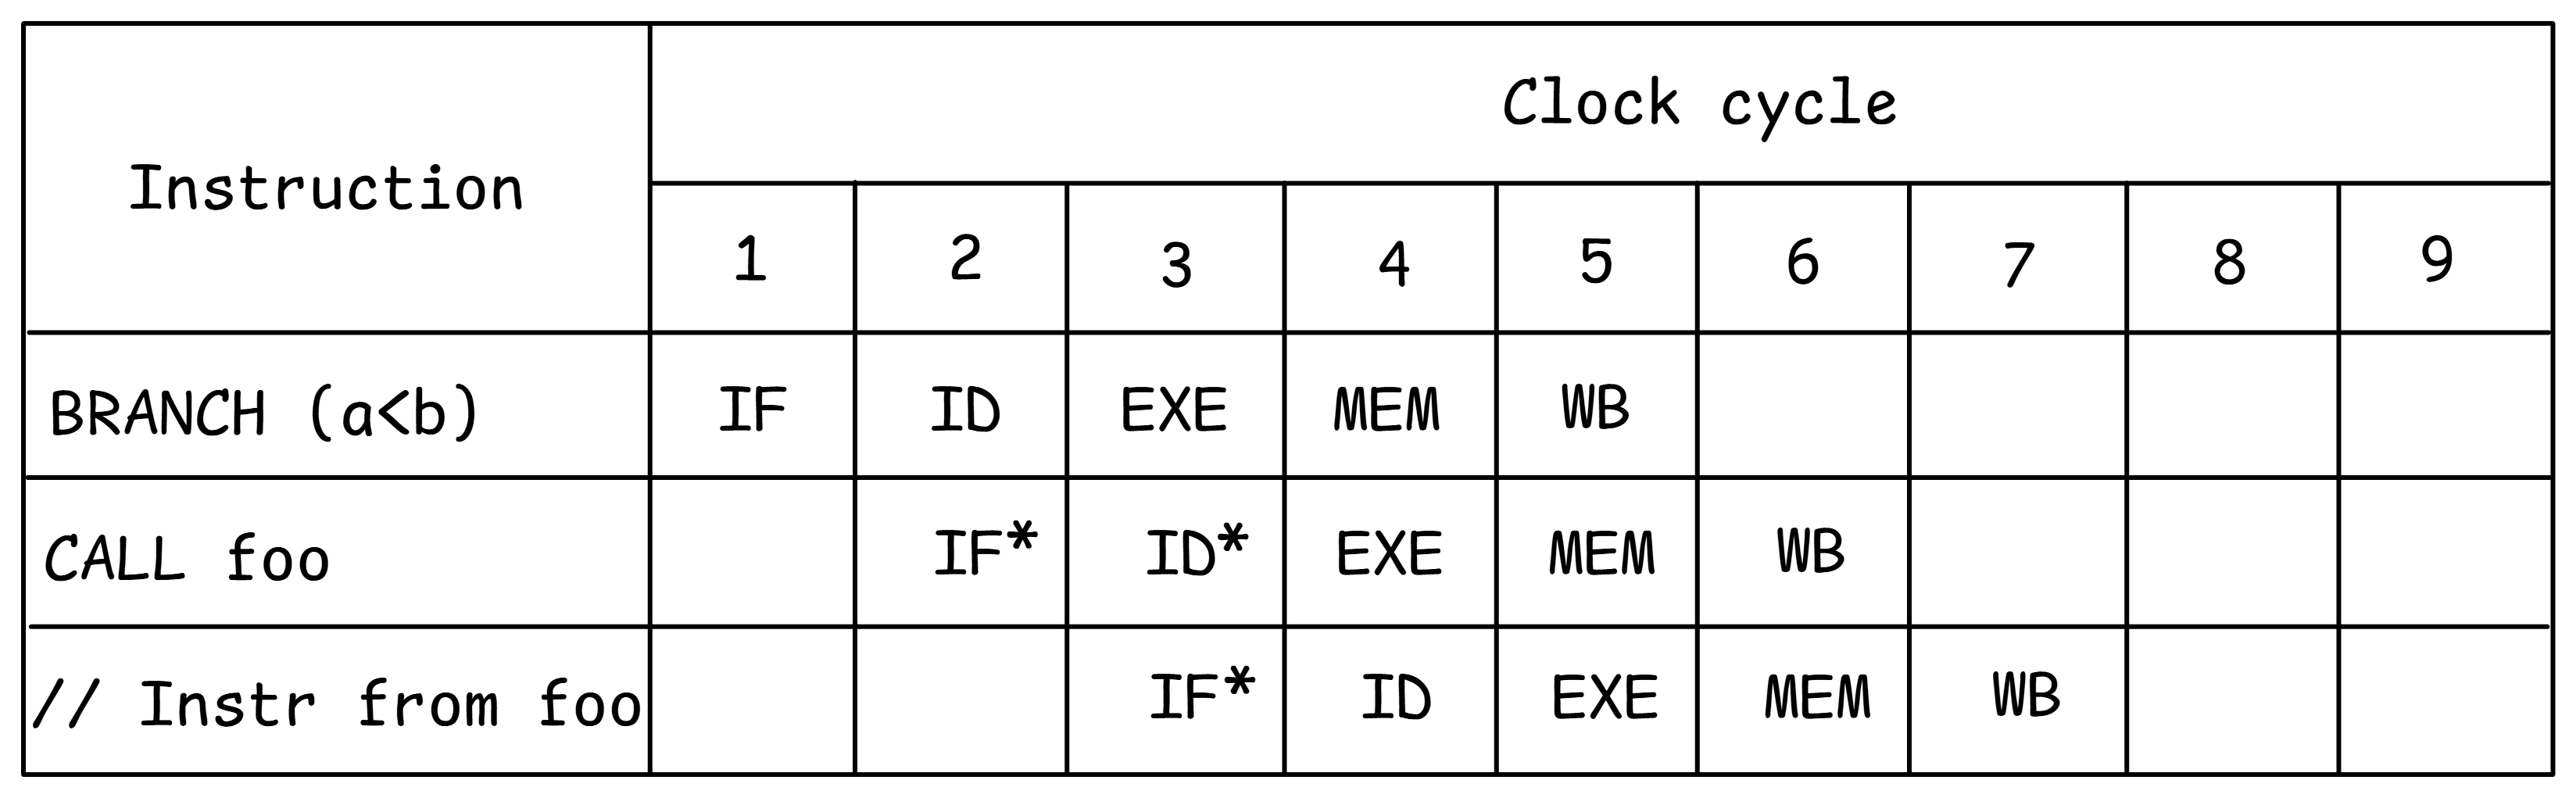 Instruction Clock cycle
1 2 3 4 5 6 7 8 9
BRANCH (a<b) IF ID EXE MEM WB
CALL foo IF* ID* EXE MEM WB
// Instr from foo IF* ID EXE MEM WB